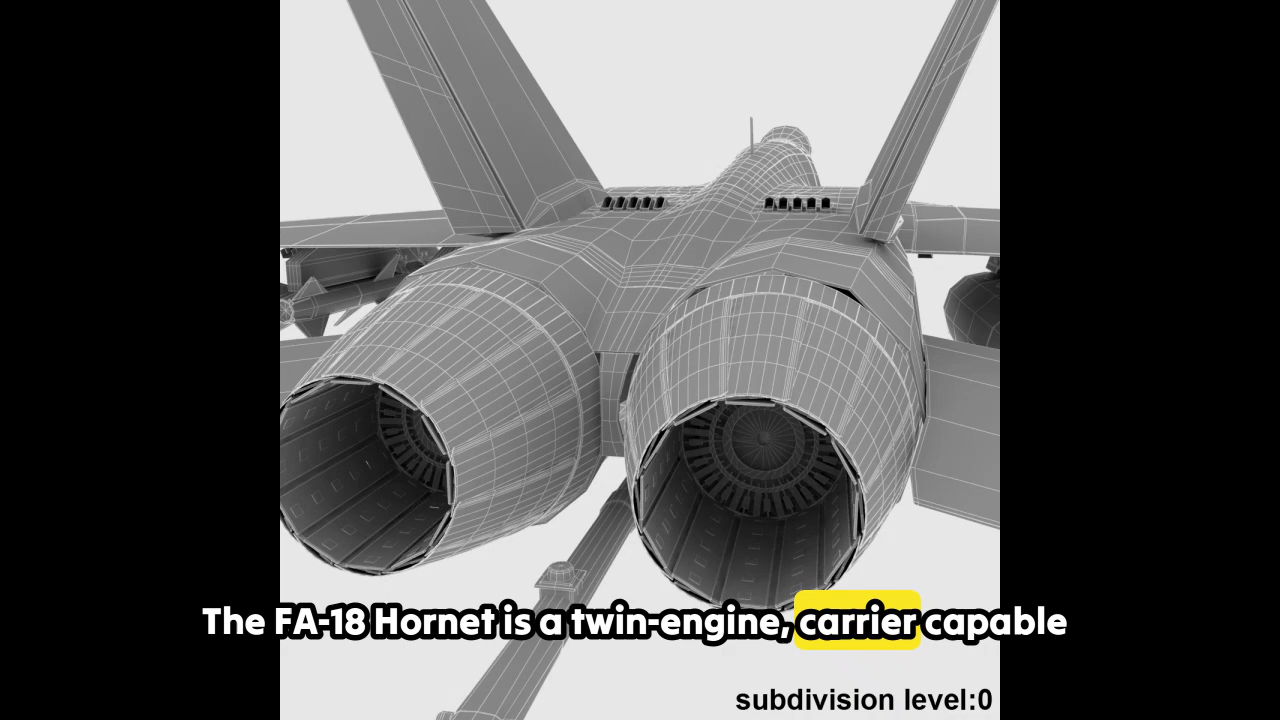 The FA-18 Hornet is a twin-engine, carrier capable
subdivision level:0